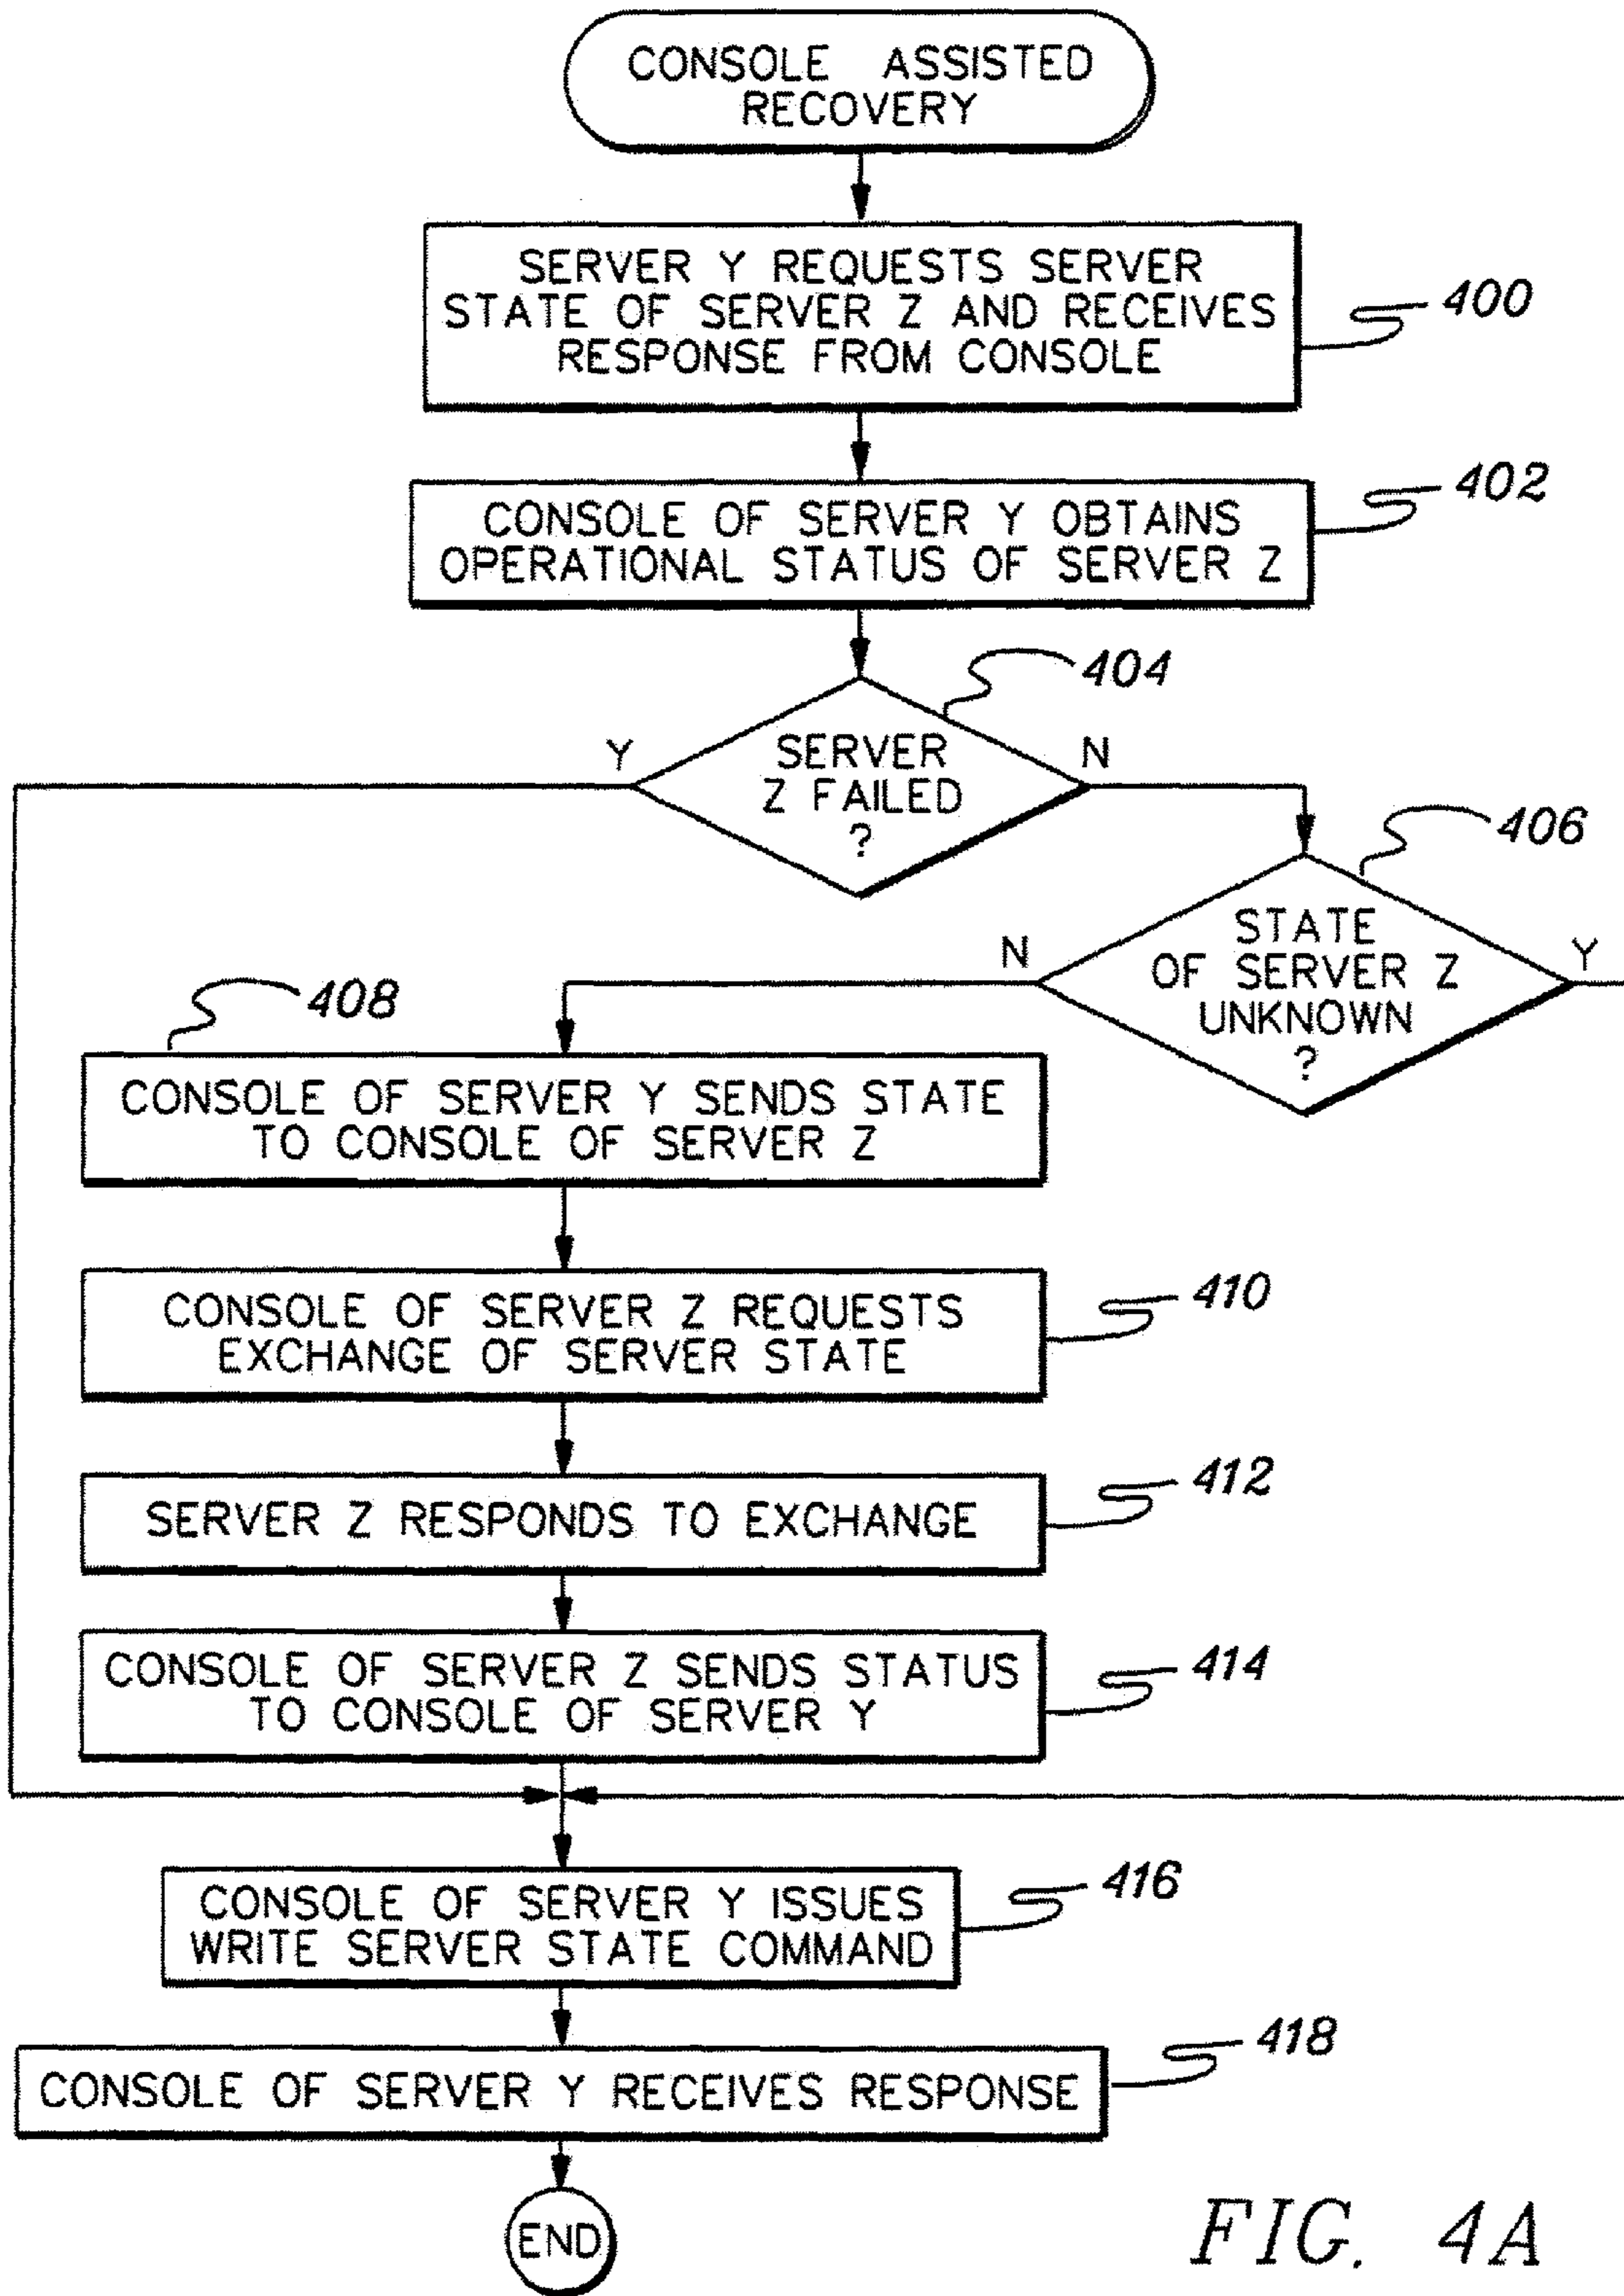 CONSOLE ASSISTED
RECOVERY
SERVER Y REQUESTS SERVER
STATE OF SERVER Z AND RECEIVES
RESPONSE FROM CONSOLE
400
CONSOLE OF SERVER Y OBTAINS
OPERATIONAL STATUS OF SERVER Z
402
404
SERVER
Z FAILED
?
Y
N
406
STATE
OF SERVER Z
UNKNOWN
?
N
Y
408
CONSOLE OF SERVER Y SENDS STATE
TO CONSOLE OF SERVER Z
CONSOLE OF SERVER Z REQUESTS
EXCHANGE OF SERVER STATE
410
SERVER Z RESPONDS TO EXCHANGE
412
CONSOLE OF SERVER Z SENDS STATUS
TO CONSOLE OF SERVER Y
414
CONSOLE OF SERVER Y ISSUES
WRITE SERVER STATE COMMAND
416
CONSOLE OF SERVER Y RECEIVES RESPONSE
418
END
FIG. 4A